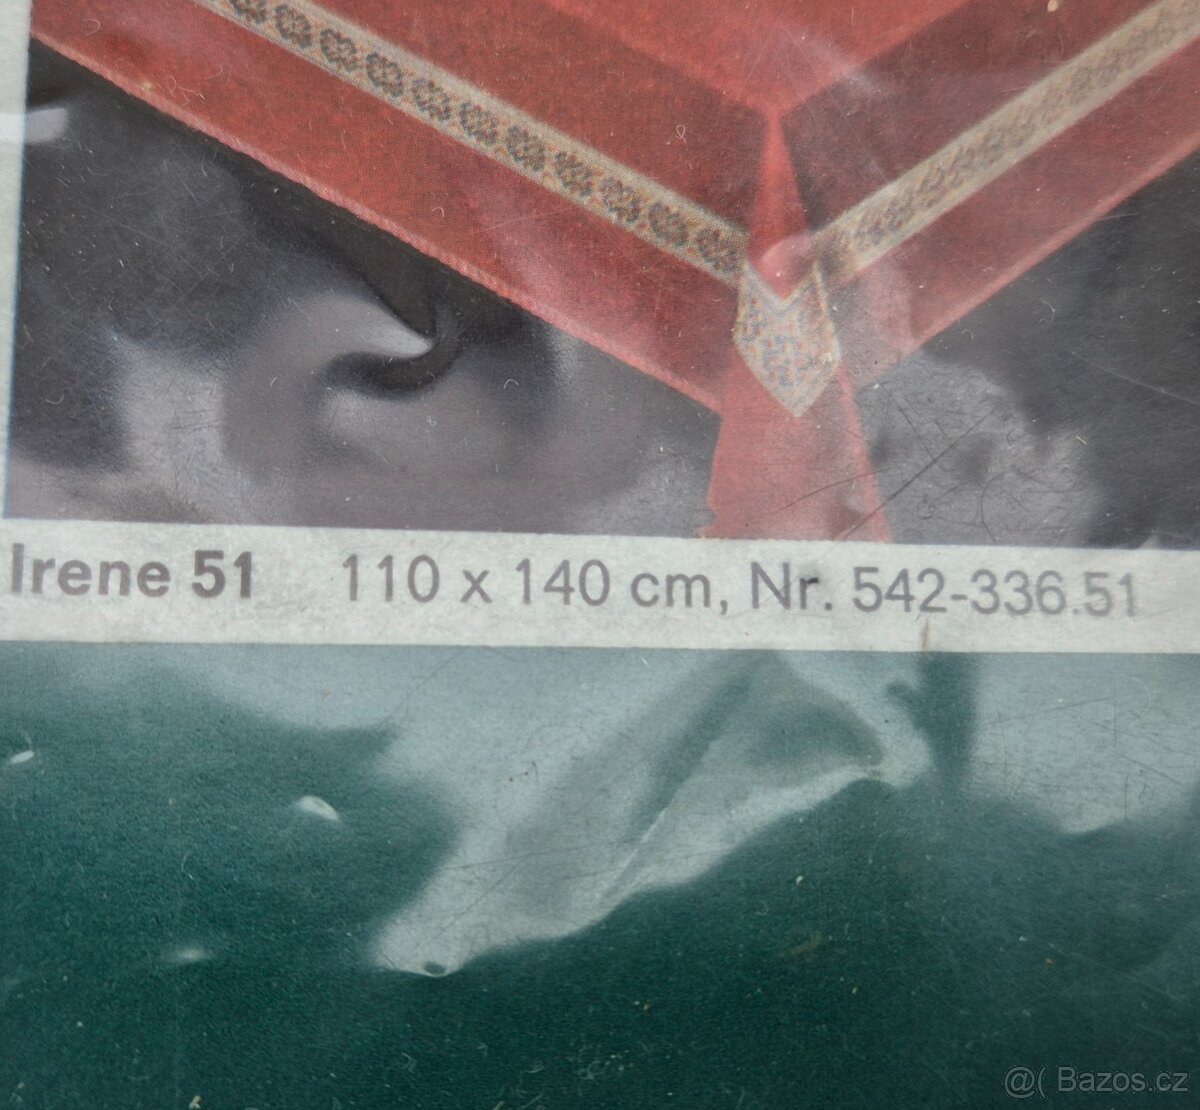 Irene 51 110 x 140 cm, Nr. 542-336.51
@( Bazos.cz